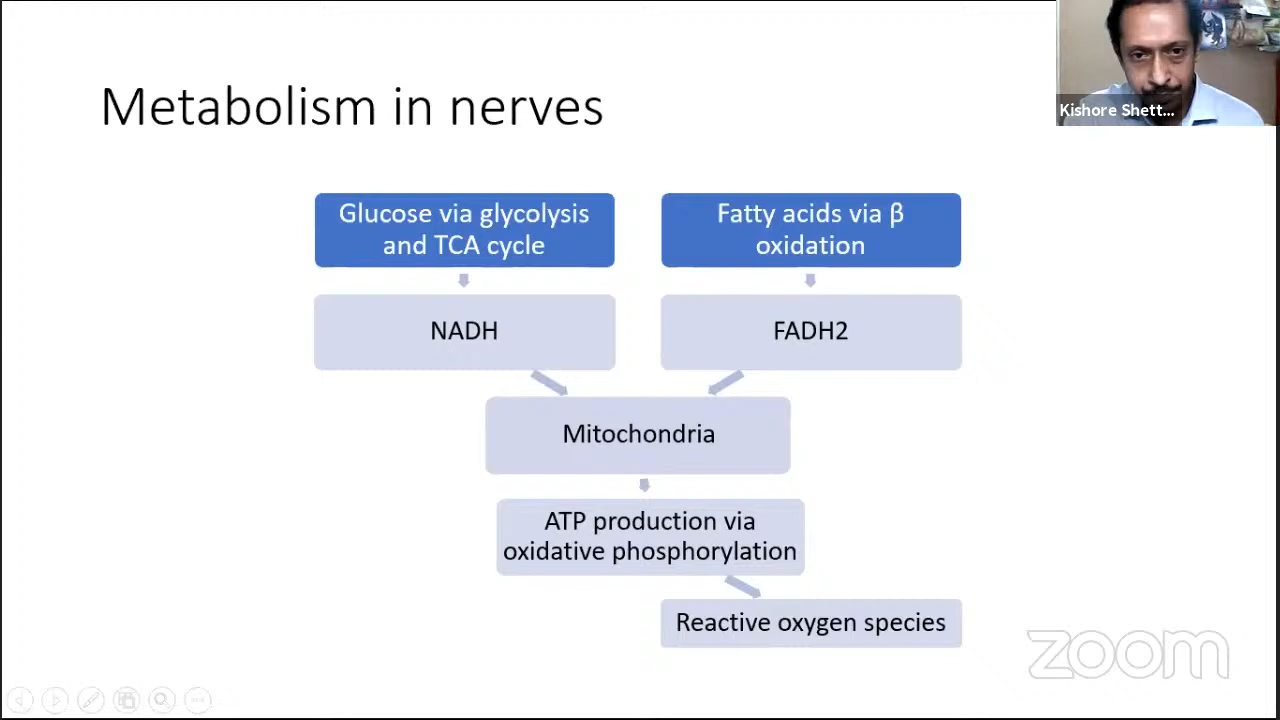 Metabolism in nerves
Kishore Shett...
Glucose via glycolysis
and TCA cycle
Fatty acids via β
oxidation
NADH
FADH2
Mitochondria
ATP production via
oxidative phosphorylation
Reactive oxygen species
zoom